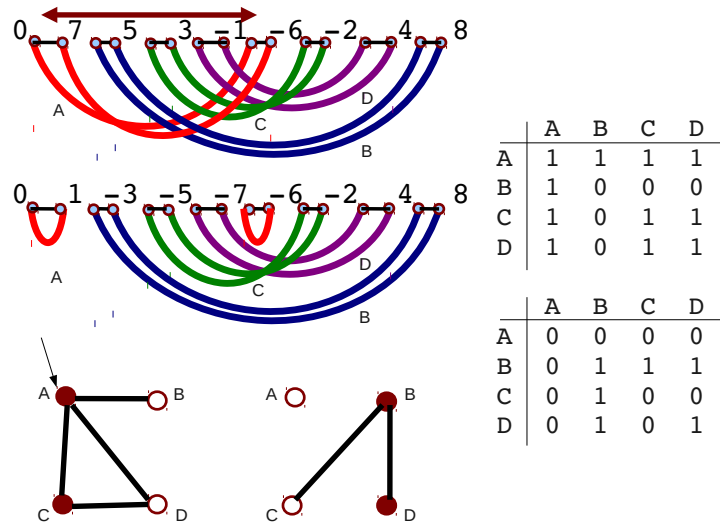 0 7 5 3 -1 -6 -2 4 8
A
C
D
B
0 1 -3 -5 -7 -6 -2 4 8
A
C
D
B
A B
C D
A B
C D
A B C D
A 1 1 1 1
B 1 0 0 0
C 1 0 1 1
D 1 0 1 1
A B C D
A 0 0 0 0
B 0 1 1 1
C 0 1 0 0
D 0 1 0 1